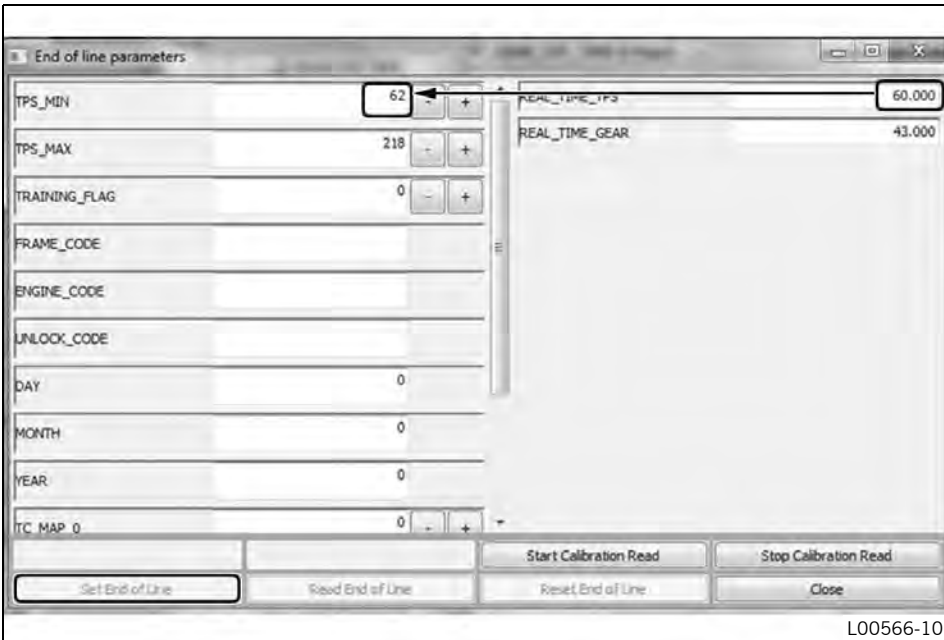 End of line parameters
TPS_MIN 62 - + REAL_TIME_TPS 60.000
TPS_MAX 218 - + REAL_TIME_GEAR 43.000
TRAINING_FLAG 0 - +
FRAME_CODE
ENGINE_CODE
UNLOCK_CODE
DAY 0
MONTH 0
YEAR 0
TC_MAP_0 0 - +
Start Calibration Read Stop Calibration Read
Set End of Line Read End of Line Reset End of Line Close
L00566-10